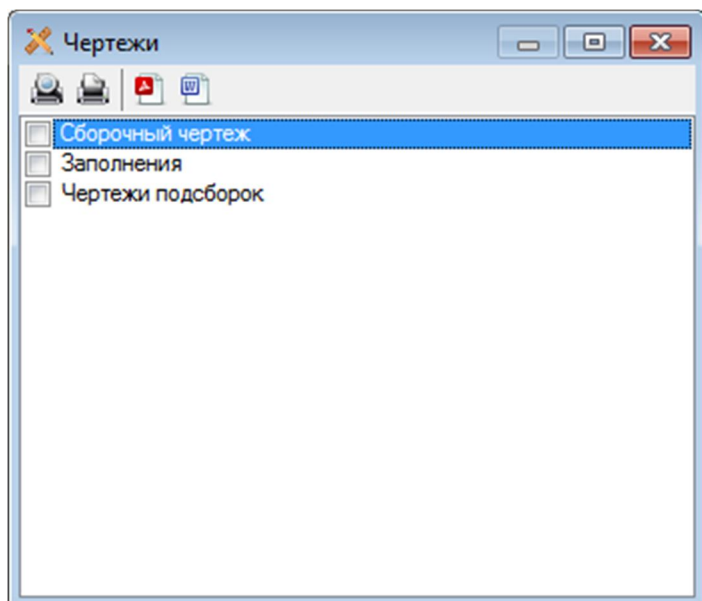 Чертежи
Сборочный чертеж
Заполнения
Чертежи подсборок